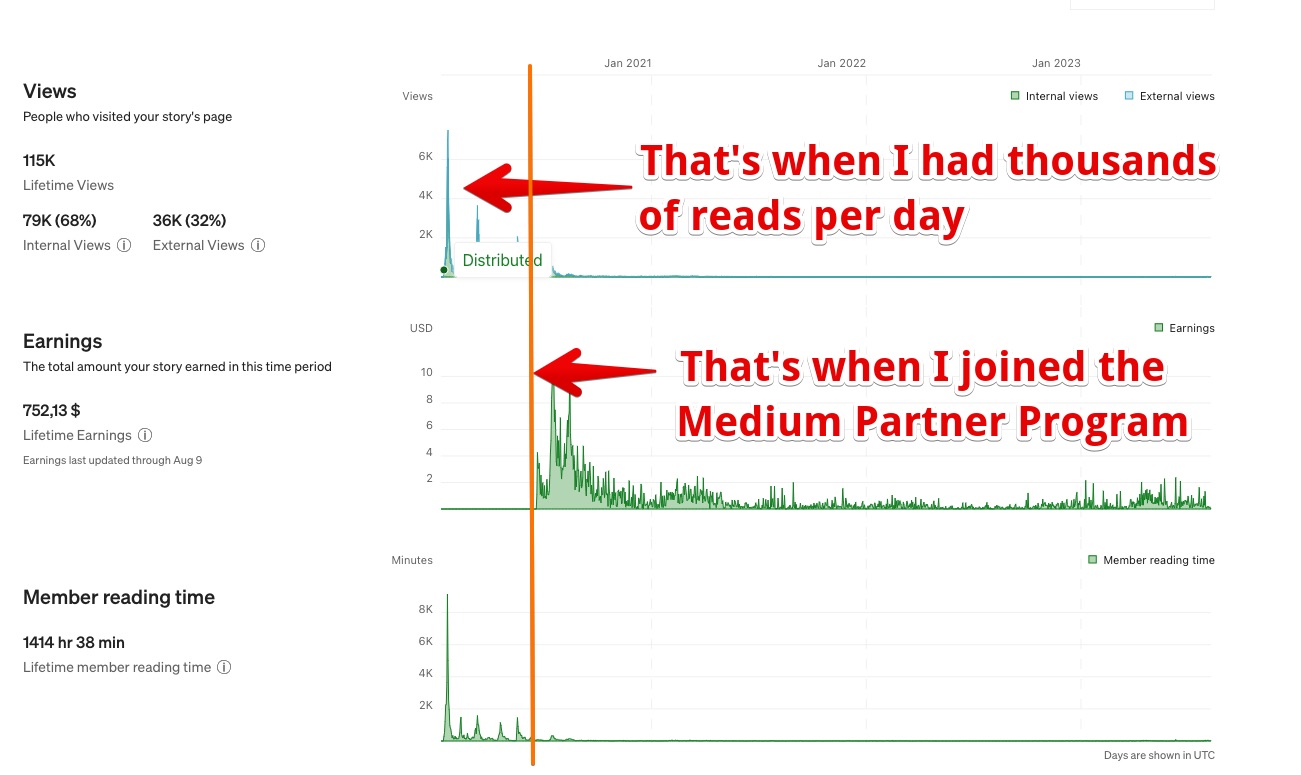 Jan 2021
Jan 2022
Jan 2023
Views
People who visited your story's page
115K
Lifetime Views
79K (68%)
36K (32%)
Internal Views
External Views
Views
Internal views
External views
6K
4K
2K
Distributed
That's when I had thousands
of reads per day
Earnings
The total amount your story earned in this time period
752,13 $
Lifetime Earnings
Earnings last updated through Aug 9
USD
Earnings
10
8
6
4
2
That's when I joined the
Medium Partner Program
Member reading time
1414 hr 38 min
Lifetime member reading time
Minutes
Member reading time
8K
6K
4K
2K
Days are shown in UTC